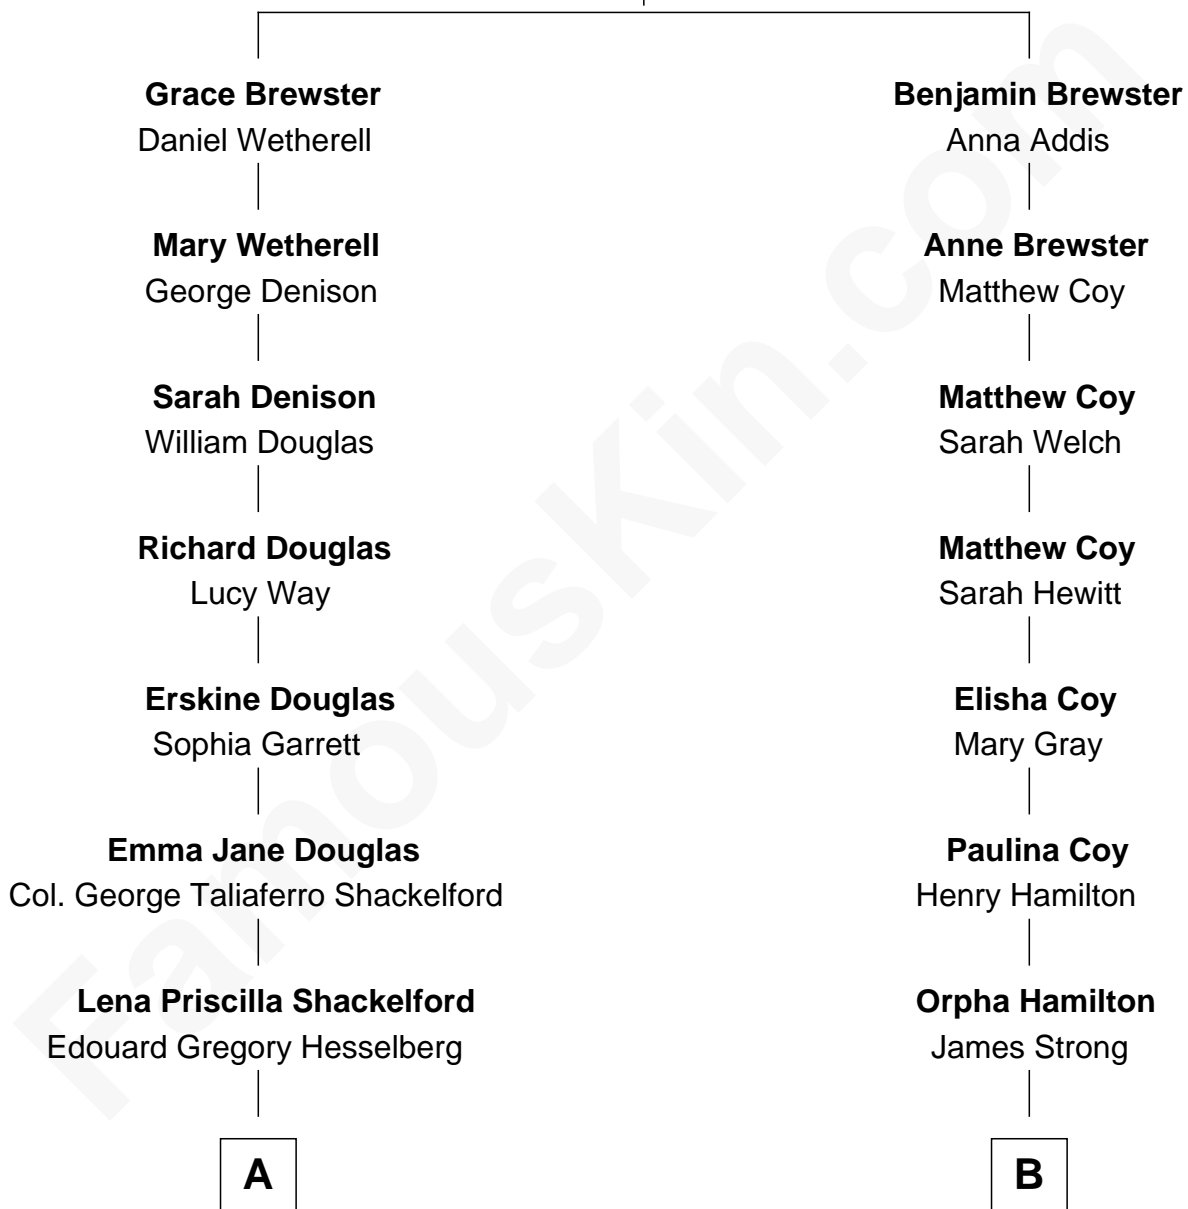 Grace Brewster
Daniel Wetherell
Benjamin Brewster
Anna Addis
Mary Wetherell
George Denison
Anne Brewster
Matthew Coy
Sarah Denison
William Douglas
Matthew Coy
Sarah Welch
Richard Douglas
Lucy Way
Matthew Coy
Sarah Hewitt
Erskine Douglas
Sophia Garrett
Elisha Coy
Mary Gray
Emma Jane Douglas
Col. George Taliaferro Shackelford
Paulina Coy
Henry Hamilton
Lena Priscilla Shackelford
Edouard Gregory Hesselberg
Orpha Hamilton
James Strong
A
B
FamousKin.com